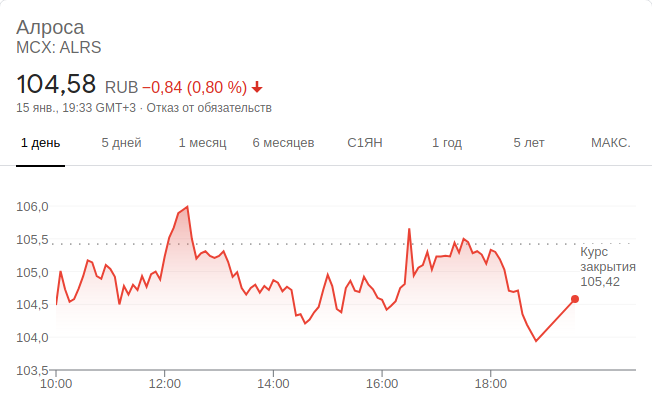 Алроса
MCX: ALRS
104,58 RUB −0,84 (0,80 %)
15 янв., 19:33 GMT+3 · Отказ от обязательств
1 день 5 дней 1 месяц 6 месяцев С1ЯН 1 год 5 лет МАКС.
106,0
105,5
Курс
закрытия
105,42
105,0
104,5
104,0
103,5
10:00 12:00 14:00 16:00 18:00